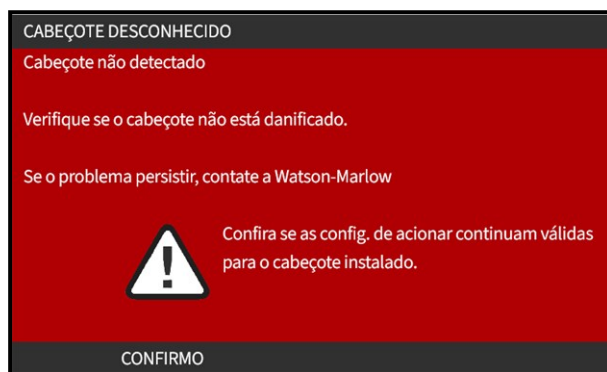 CABEÇOTE DESCONHECIDO
Cabeçote não detectado
Verifique se o cabeçote não está danificado.
Se o problema persistir, contate a Watson-Marlow
Confira se as config. de acionar continuam válidas
para o cabeçote instalado.
CONFIRMO